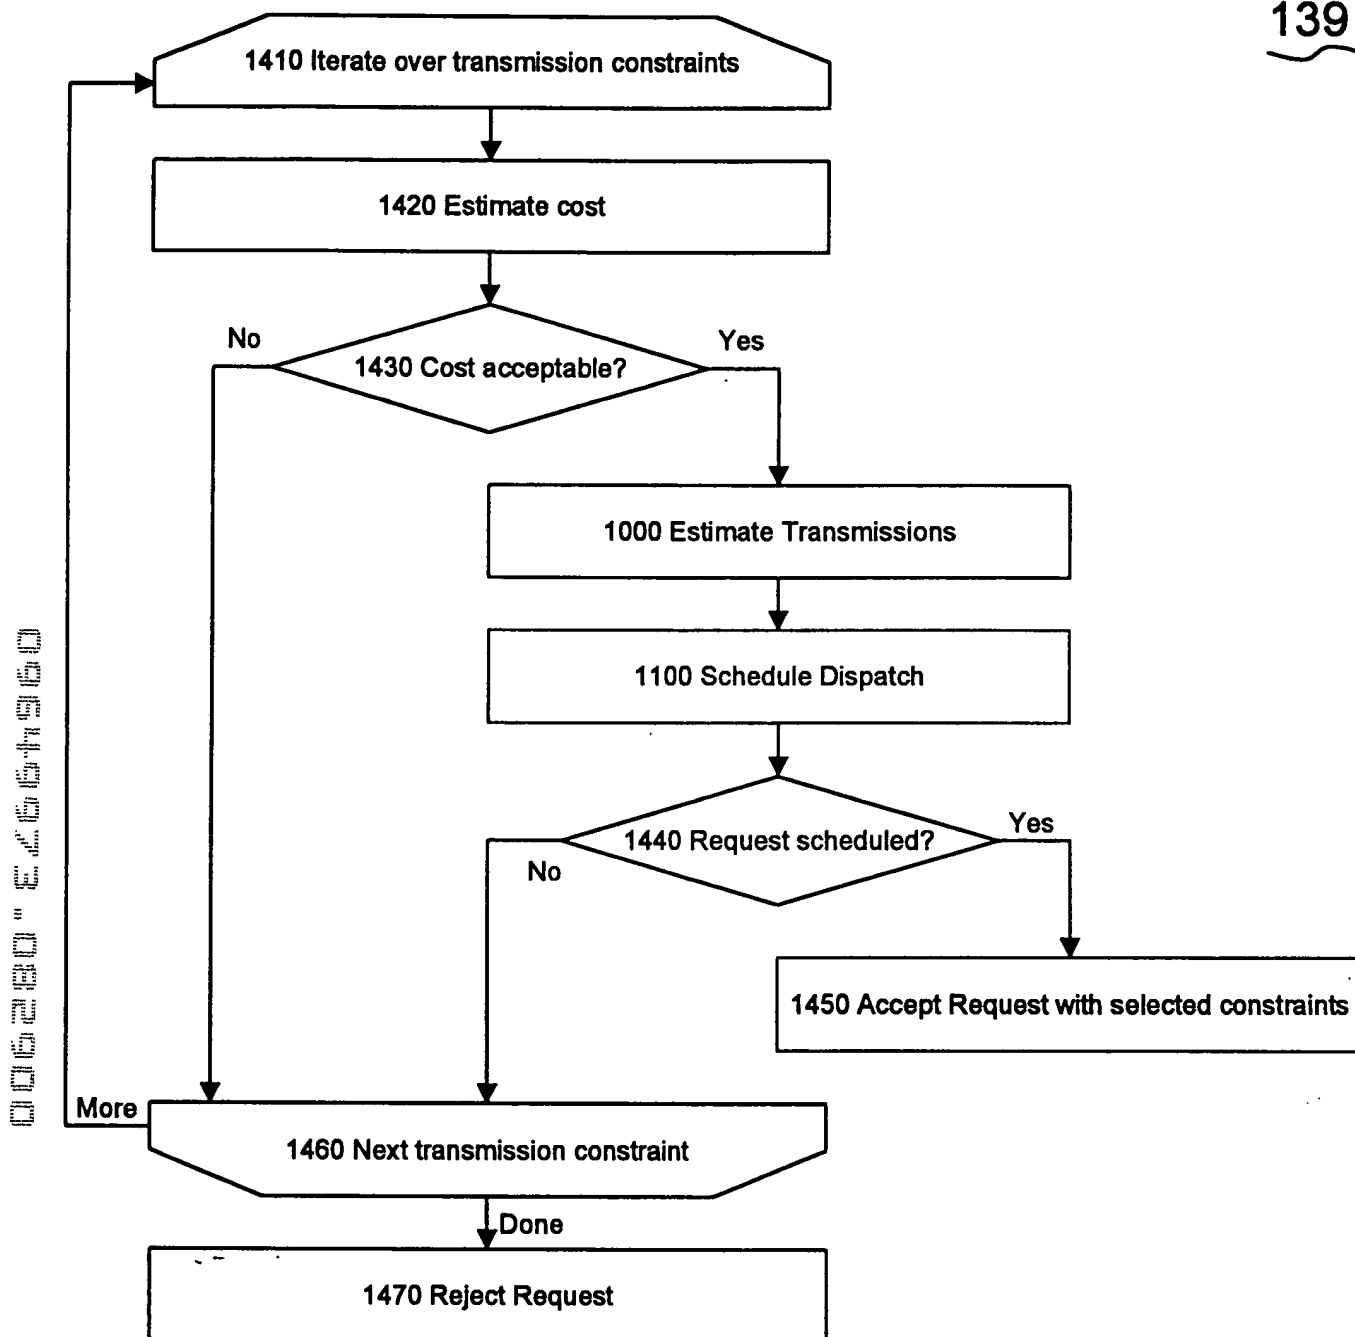 139
1410 Iterate over transmission constraints
1420 Estimate cost
No
Yes
1430 Cost acceptable?
1000 Estimate Transmissions
1100 Schedule Dispatch
1440 Request scheduled?
Yes
No
1450 Accept Request with selected constraints
More
1460 Next transmission constraint
Done
1470 Reject Request
09649973 "082900